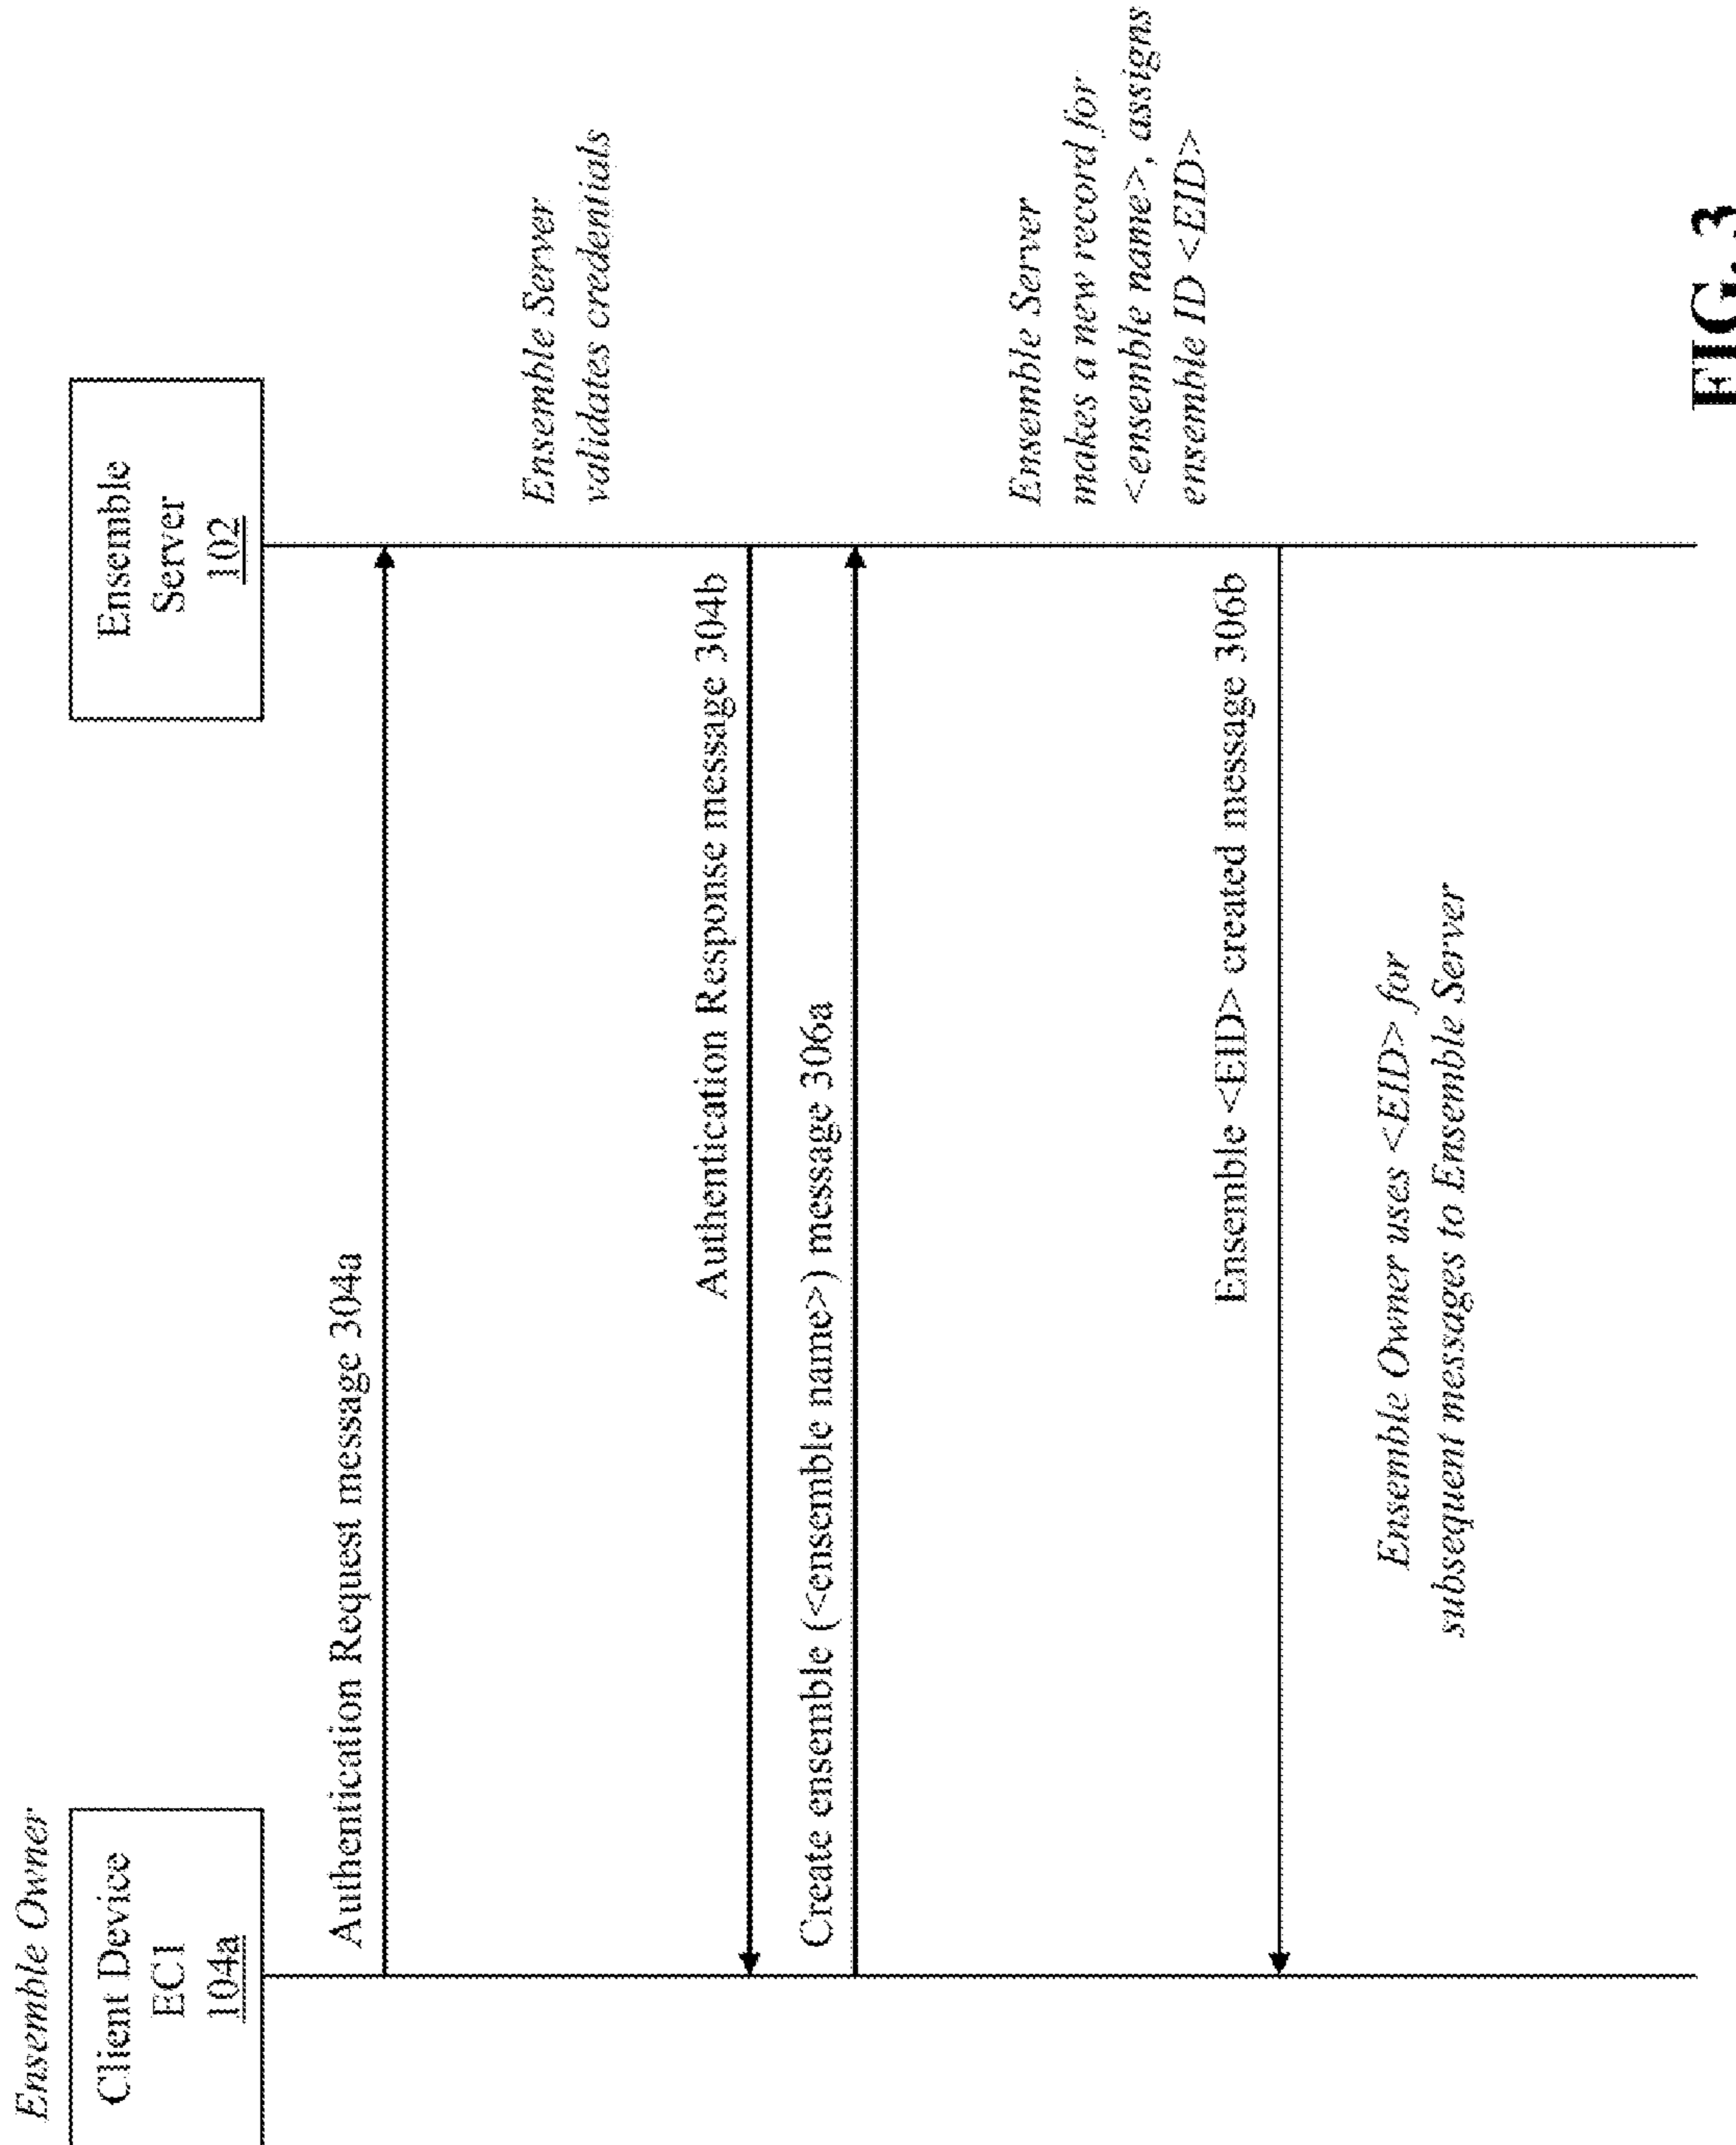 Ensemble Owner
Client Device
EC1
104a
Ensemble
Server
102
Authentication Request message 304a
Ensemble Server
validates credentials
Authentication Response message 304b
Create ensemble (<ensemble name>) message 306a
Ensemble Server
makes a new record for
<ensemble name>, assigns
ensemble ID <EID>
Ensemble <EID> created message 306b
Ensemble Owner uses <EID> for
subsequent messages to Ensemble Server
FIG. 3